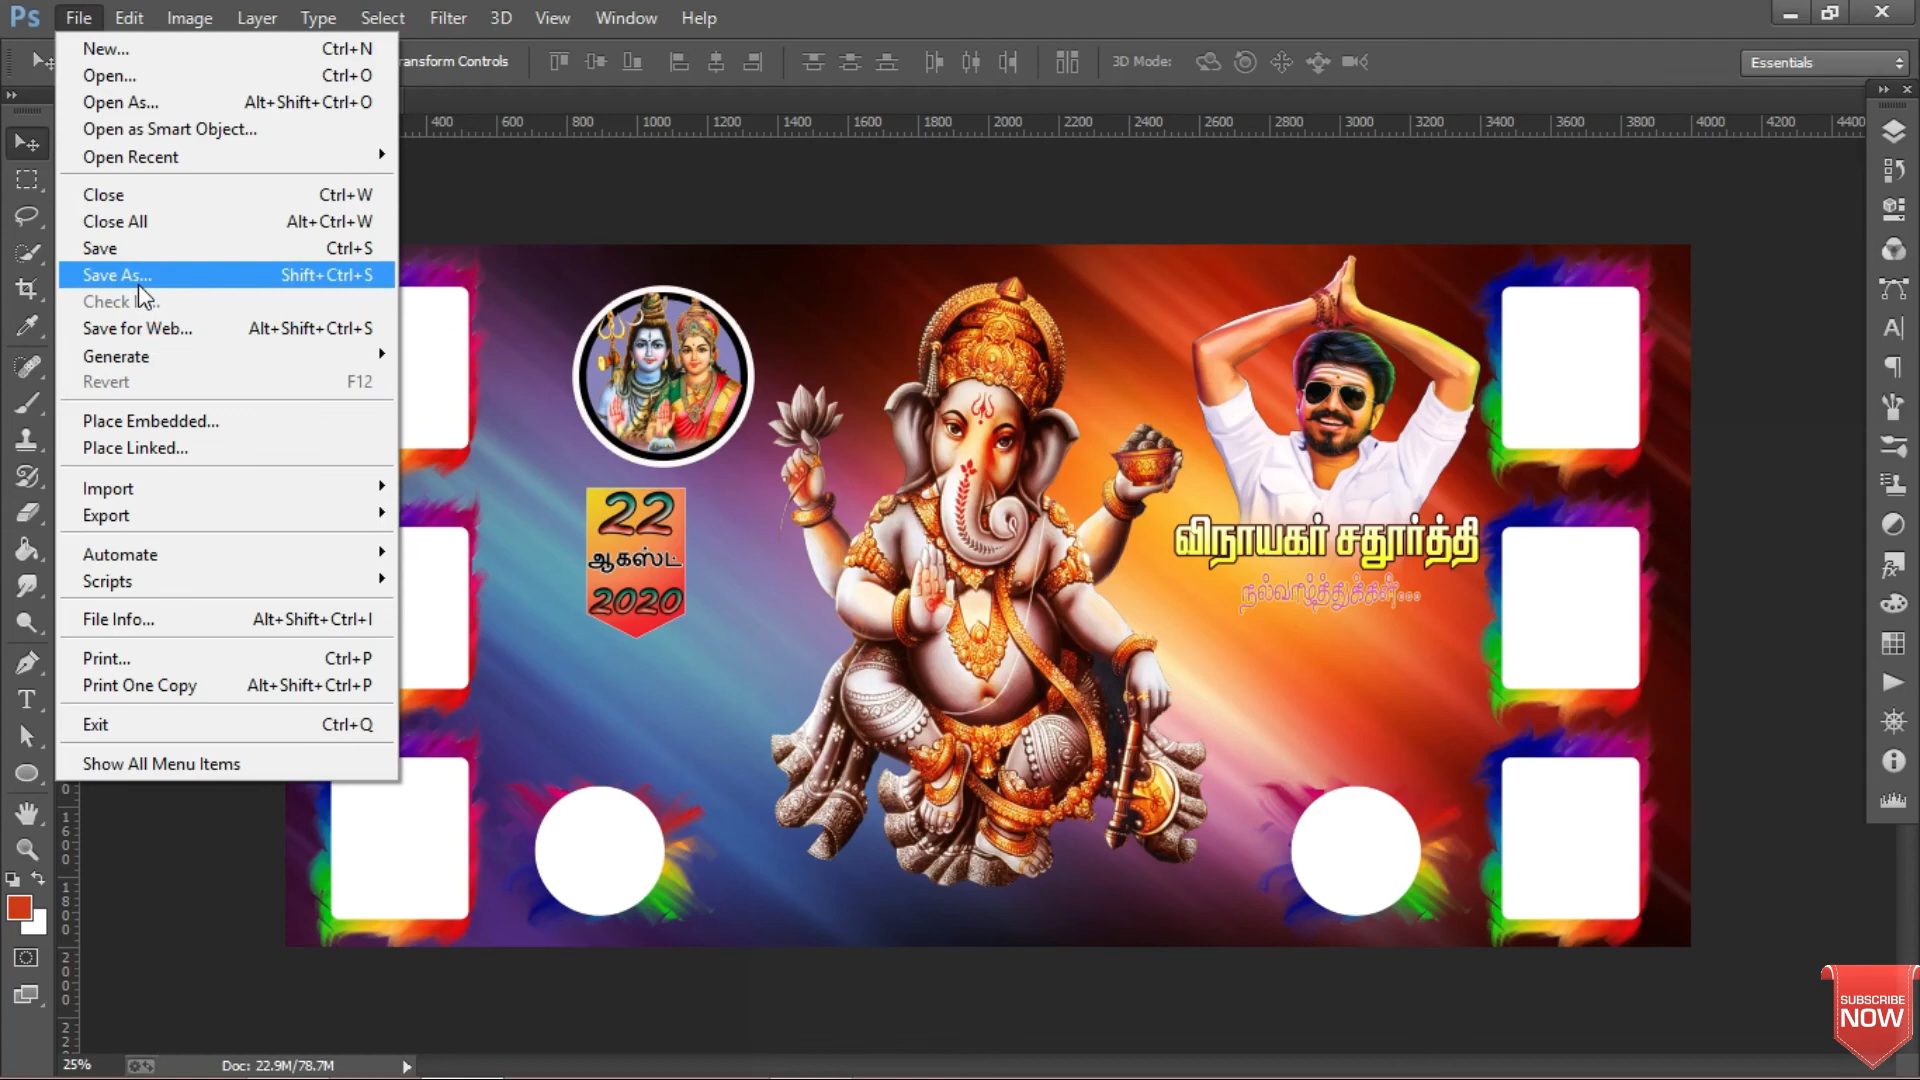 Ps File Edit Image Layer Type Select Filter 3D View Window Help
ransform Controls 3D Mode: Essentials
New... Ctrl+N
Open... Ctrl+O
Open As... Alt+Shift+Ctrl+O
Open as Smart Object...
Open Recent
Close Ctrl+W
Close All Alt+Ctrl+W
Save Ctrl+S
Save As... Shift+Ctrl+S
Check
Save for Web... Alt+Shift+Ctrl+S
Generate
Revert F12
Place Embedded...
Place Linked...
Import
Export
Automate
Scripts
File Info... Alt+Shift+Ctrl+I
Print... Ctrl+P
Print One Copy Alt+Shift+Ctrl+P
Exit Ctrl+Q
Show All Menu Items
400 600 800 1000 1200 1400 1600 1800 2000 2200 2400 2600 2800 3000 3200 3400 3600 3800 4000 4200 4400
22
ஆகஸ்ட்
2020
விநாயகர் சதூர்த்தி
நல்வாழ்த்துக்கள்...
0
1600
1800
2000
22
SUBSCRIBE
NOW
25% Doc: 22.9M/78.7M